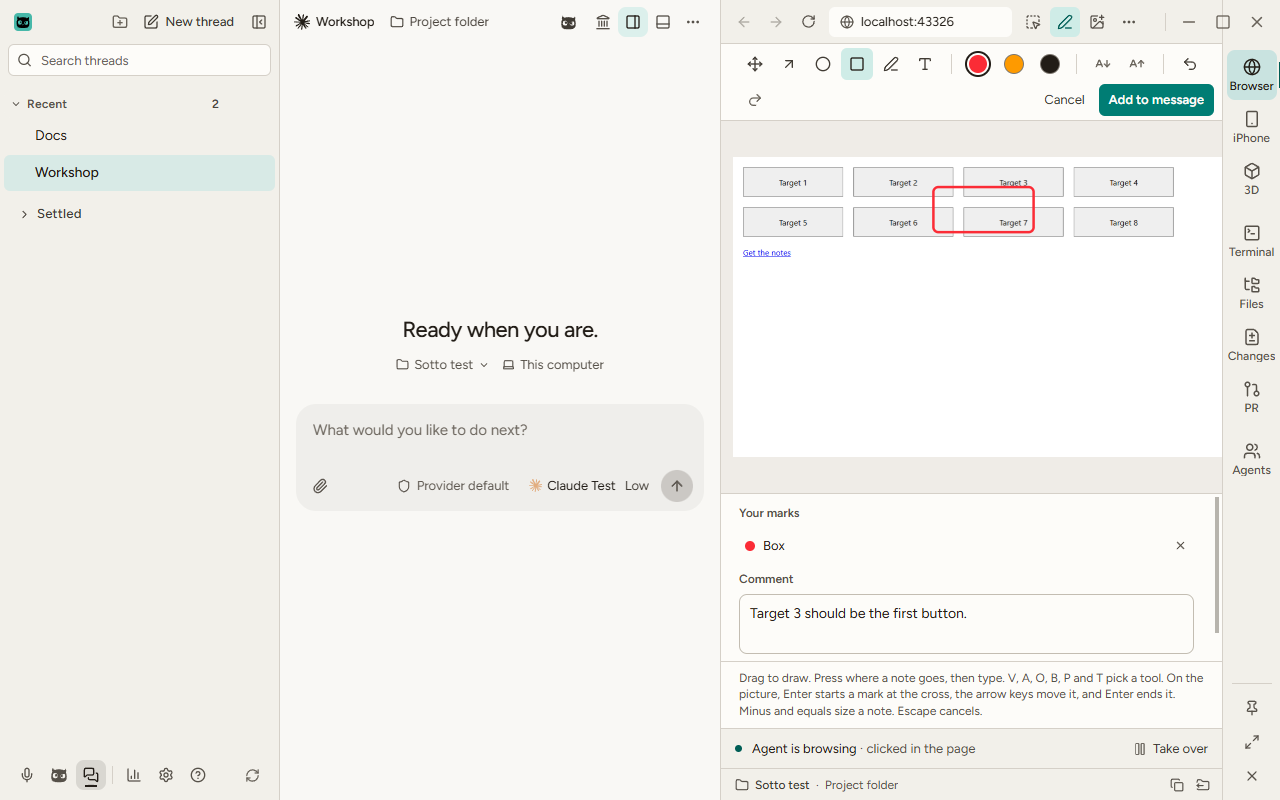 New thread
Search threads
Recent 2
Docs
Workshop
Settled
Workshop Project folder
Ready when you are.
Sotto test This computer
What would you like to do next?
Provider default Claude Test Low
localhost:43326
T A↓ A↑
Cancel Add to message
Target 1 Target 2 Target 3 Target 4
Target 5 Target 6 Target 7 Target 8
Get the notes
Your marks
Box
Comment
Target 3 should be the first button.
Drag to draw. Press where a note goes, then type. V, A, O, B, P and T pick a tool. On the
picture, Enter starts a mark at the cross, the arrow keys move it, and Enter ends it.
Minus and equals size a note. Escape cancels.
Agent is browsing · clicked in the page Take over
Sotto test · Project folder
Browser
iPhone
3D
Terminal
Files
Changes
PR
Agents